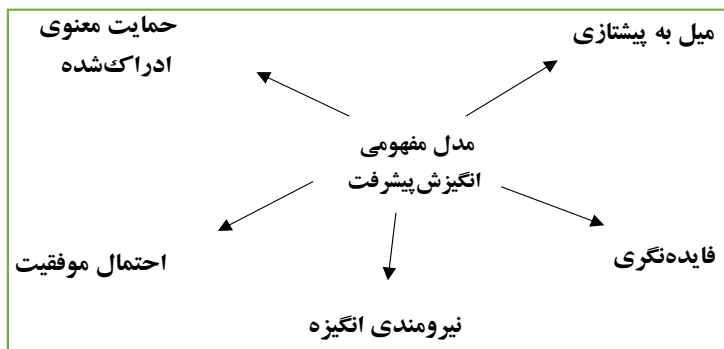 میل به پیشتازی
حمایت معنوی
ادراک‌شده
مدل مفهومی
انگیزش‌پیشرفت
فایده‌نگری
احتمال موفقیت
نیرومندی انگیزه